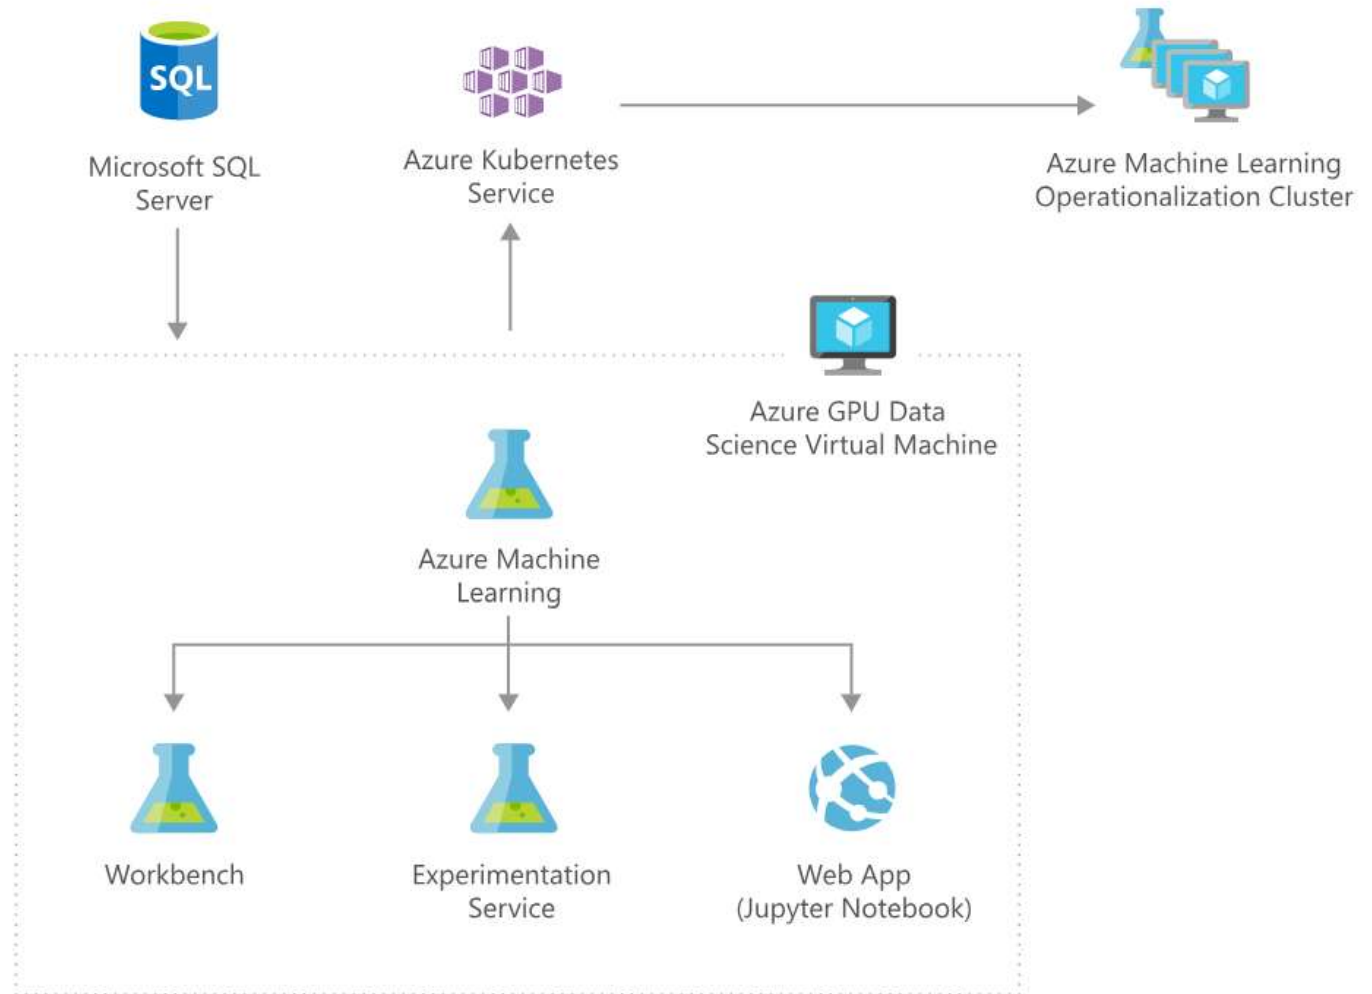 SQL
Microsoft SQL
Server
Azure Kubernetes
Service
Azure Machine Learning
Operationalization Cluster
Azure GPU Data
Science Virtual Machine
Azure Machine
Learning
Workbench
Experimentation
Service
Web App
(Jupyter Notebook)